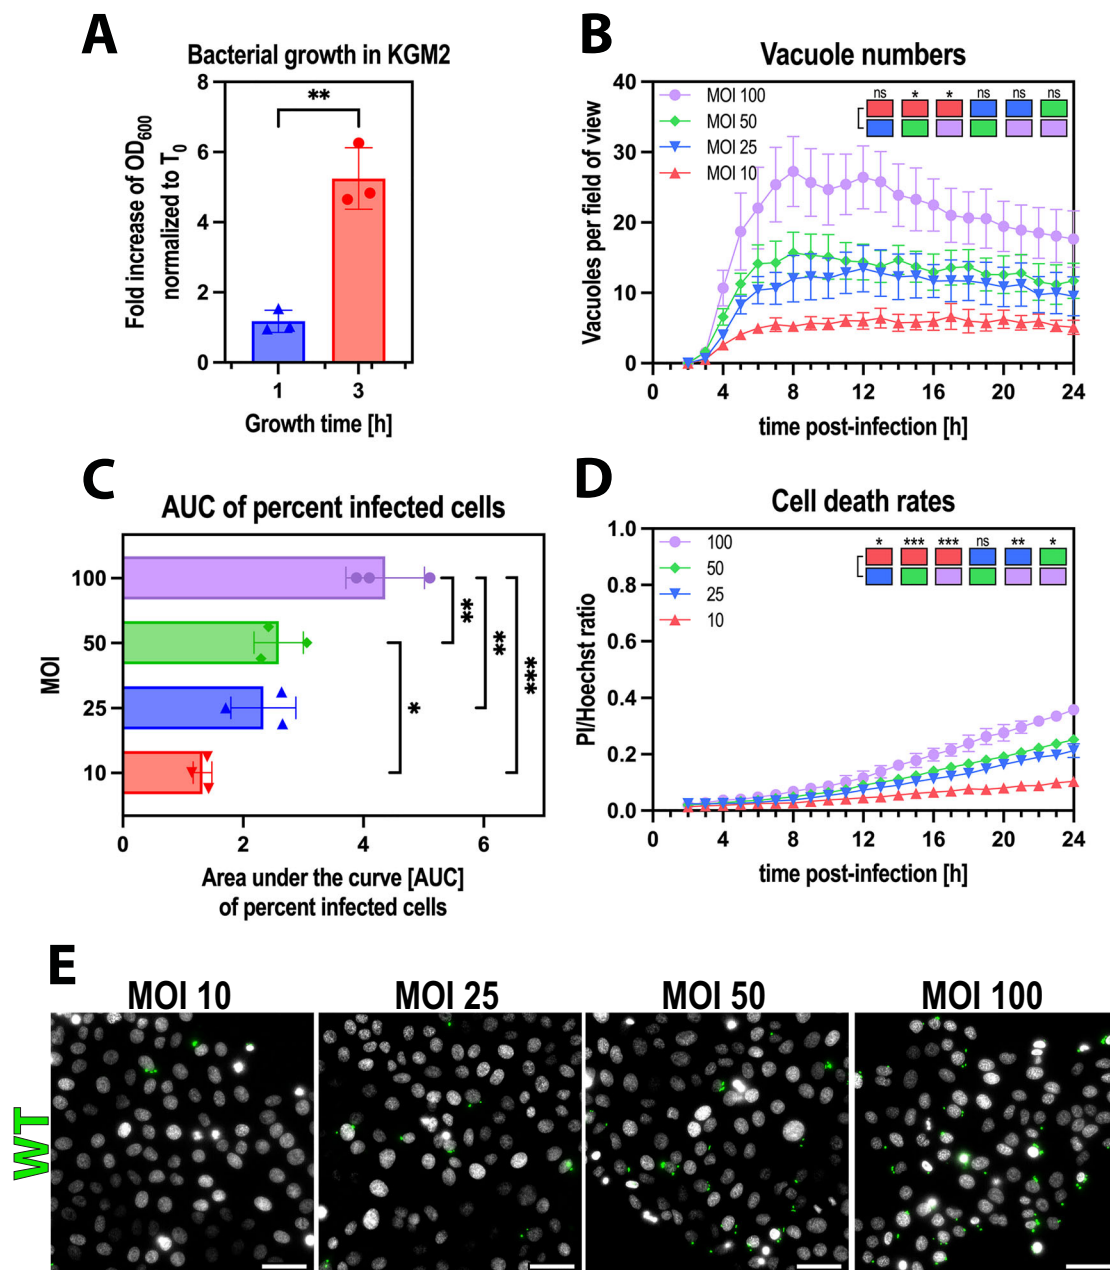 A
Bacterial growth in KGM2
Fold increase of OD600
normalized to T0
8
6
4
2
0
**
1
3
Growth time [h]
B
Vacuole numbers
Vacuoles per field of view
40
30
20
10
0
MOI 100
MOI 50
MOI 25
MOI 10
ns * * ns ns ns
0 4 8 12 16 20 24
time post-infection [h]
C
AUC of percent infected cells
MOI
100
50
25
10
**
**
***
*
0 2 4 6
Area under the curve [AUC]
of percent infected cells
D
Cell death rates
PI/Hoechst ratio
1.0
0.8
0.6
0.4
0.2
0.0
100
50
25
10
* *** *** ns ** *
0 4 8 12 16 20 24
time post-infection [h]
E
MOI 10
MOI 25
MOI 50
MOI 100
WT